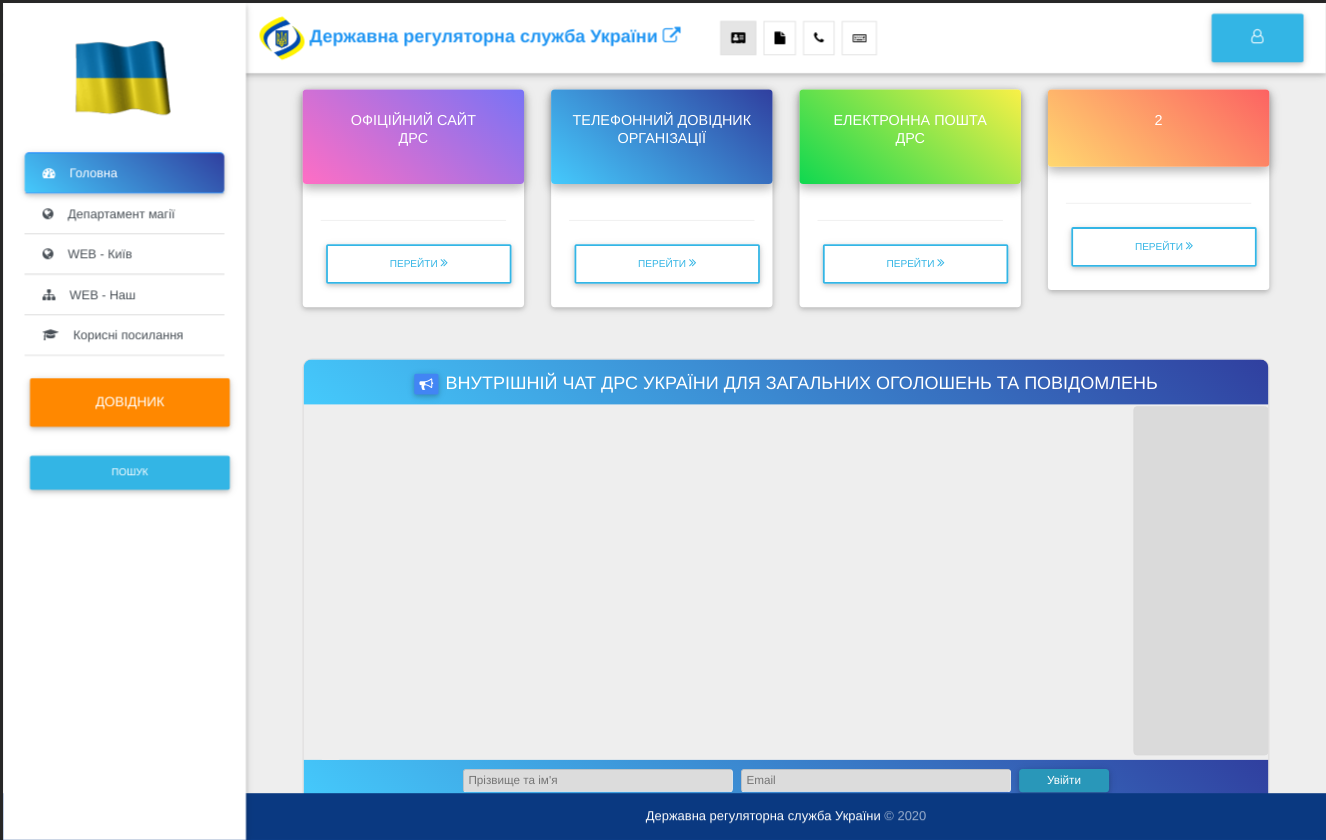 Державна регуляторна служба України
Головна
Департамент магії
WEB - Київ
WEB - Наш
Корисні посилання
ДОВІДНИК
ПОШУК
ОФІЦІЙНИЙ САЙТ
ДРС
ПЕРЕЙТИ
ТЕЛЕФОННИЙ ДОВІДНИК
ОРГАНІЗАЦІЇ
ПЕРЕЙТИ
ЕЛЕКТРОННА ПОШТА
ДРС
ПЕРЕЙТИ
2
ПЕРЕЙТИ
ВНУТРІШНІЙ ЧАТ ДРС УКРАЇНИ ДЛЯ ЗАГАЛЬНИХ ОГОЛОШЕНЬ ТА ПОВІДОМЛЕНЬ
Прізвище та ім'я
Email
Увійти
Державна регуляторна служба України © 2020